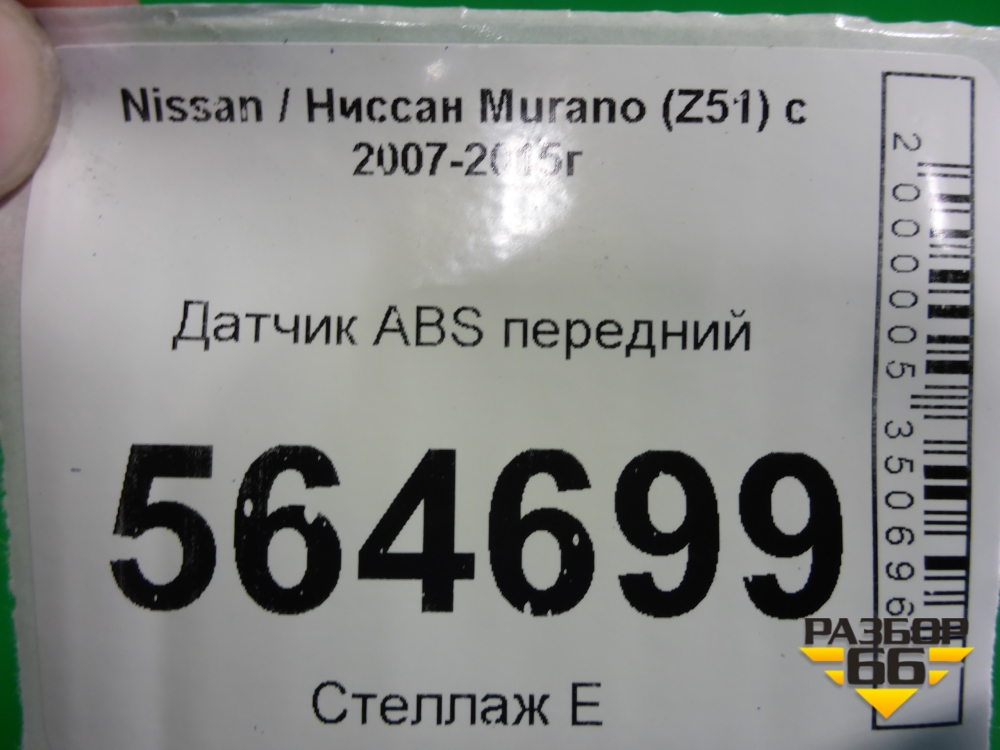 Nissan / Ниссан Murano (Z51) с
2007-2015г
Датчик ABS передний
564699
Стеллаж Е
2000005350696
РАЗБОР
66